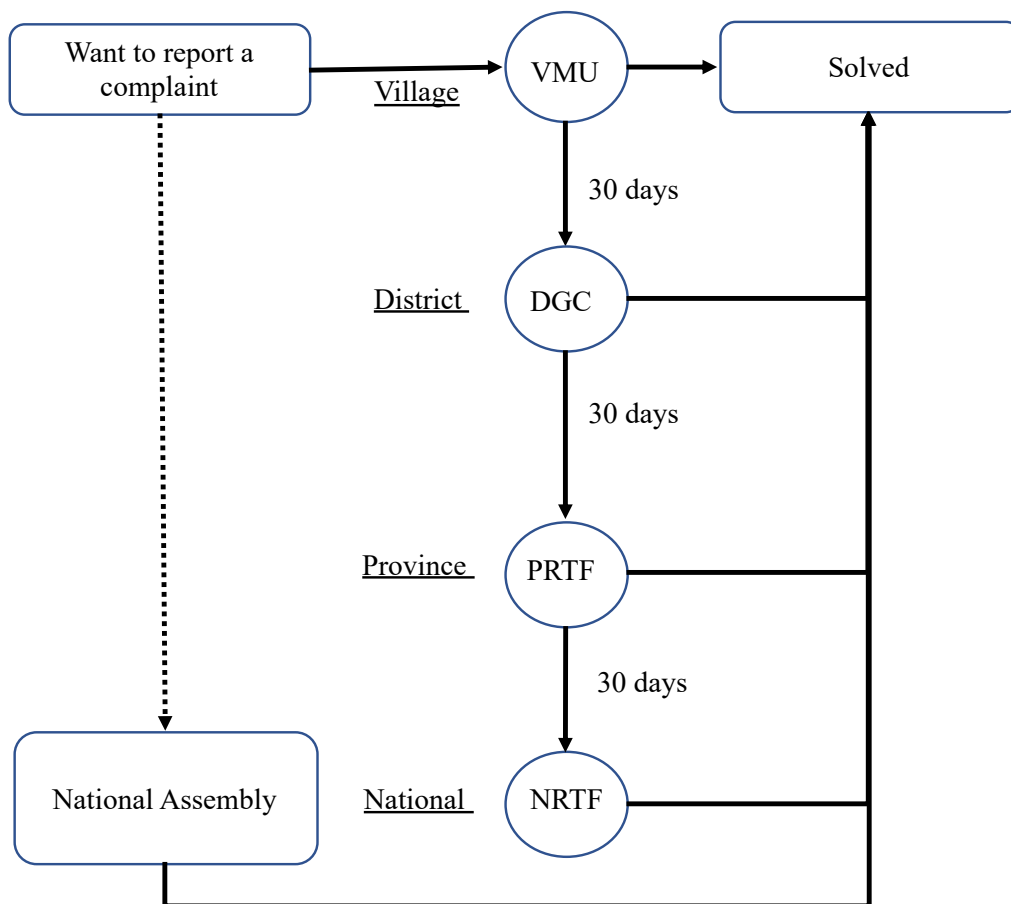 Want to report a
complaint
Village
VMU
Solved
30 days
District
DGC
30 days
Province
PRTF
30 days
National Assembly
National
NRTF